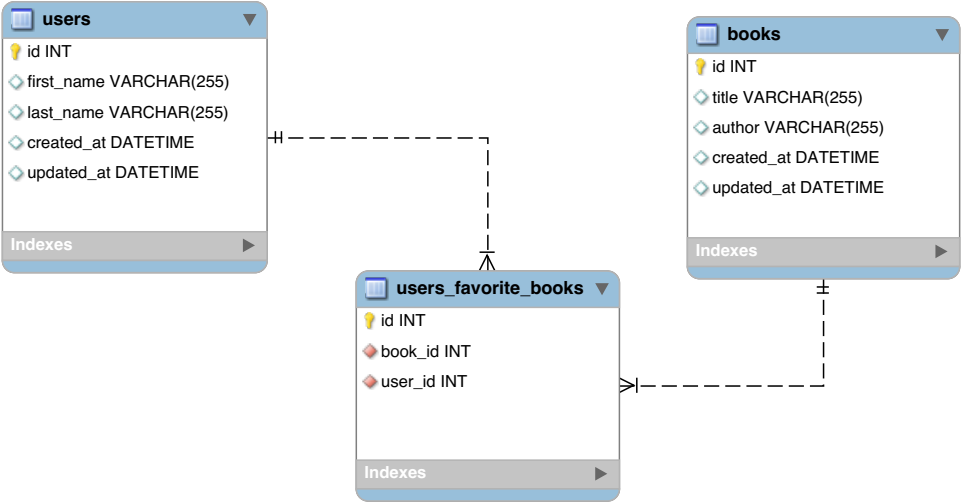 users
id INT
first_name VARCHAR(255)
last_name VARCHAR(255)
created_at DATETIME
updated_at DATETIME
Indexes
books
id INT
title VARCHAR(255)
author VARCHAR(255)
created_at DATETIME
updated_at DATETIME
Indexes
users_favorite_books
id INT
book_id INT
user_id INT
Indexes